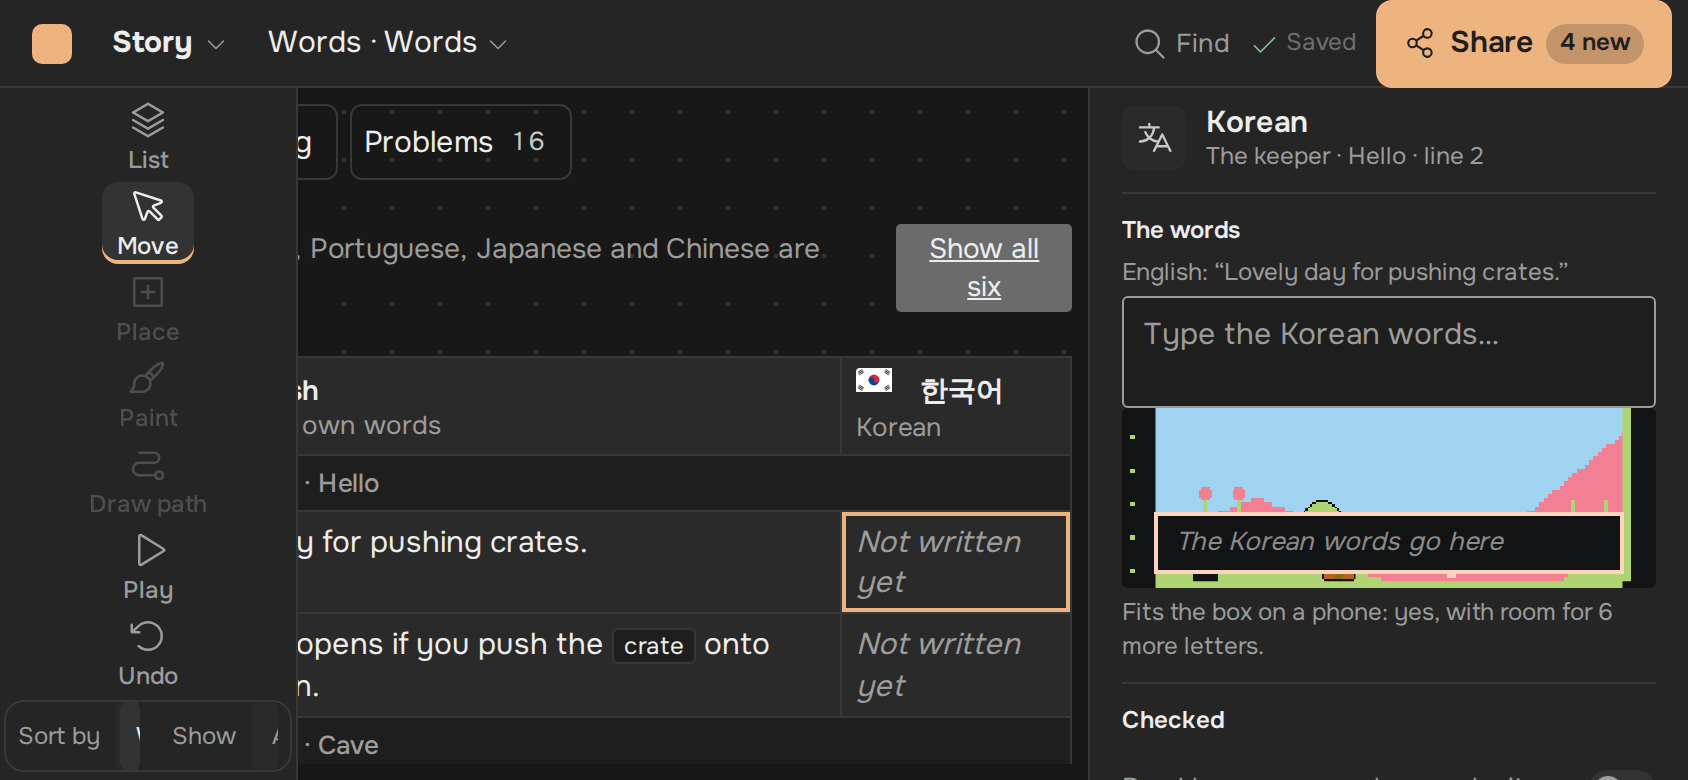 Story
Words · Words
Find
Saved
Share 4 new
List
Move
Place
Paint
Draw path
Play
Undo
Sort by
Show
g
Problems 16
, Portuguese, Japanese and Chinese are
Show all
six
sh
own words
한국어
Korean
· Hello
y for pushing crates.
Not written
yet
opens if you push the crate onto
n.
Not written
yet
· Cave
Korean
The keeper · Hello · line 2
The words
English: “Lovely day for pushing crates.”
Type the Korean words...
The Korean words go here
Fits the box on a phone: yes, with room for 6
more letters.
Checked